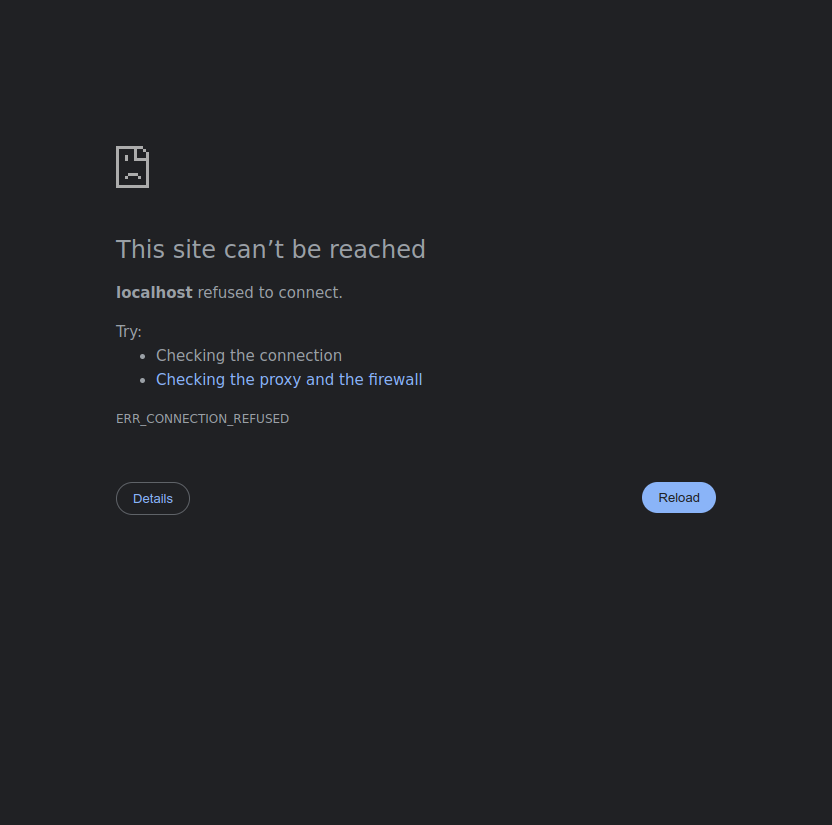 This site can’t be reached
localhost refused to connect.
Try:
Checking the connection
Checking the proxy and the firewall
ERR_CONNECTION_REFUSED
Details
Reload